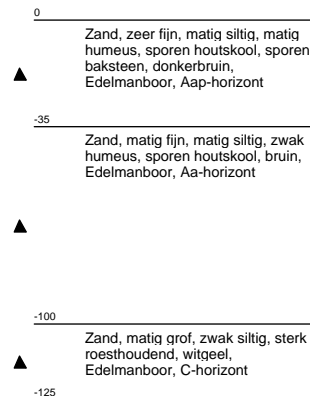 0
Zand, zeer fijn, matig siltig, matig
humeus, sporen houtskool, sporen
baksteen, donkerbruin,
Edelmanboor, Aap-horizont
-35
Zand, matig fijn, matig siltig, zwak
humeus, sporen houtskool, bruin,
Edelmanboor, Aa-horizont
-100
Zand, matig grof, zwak siltig, sterk
roesthoudend, witgeel,
Edelmanboor, C-horizont
-125